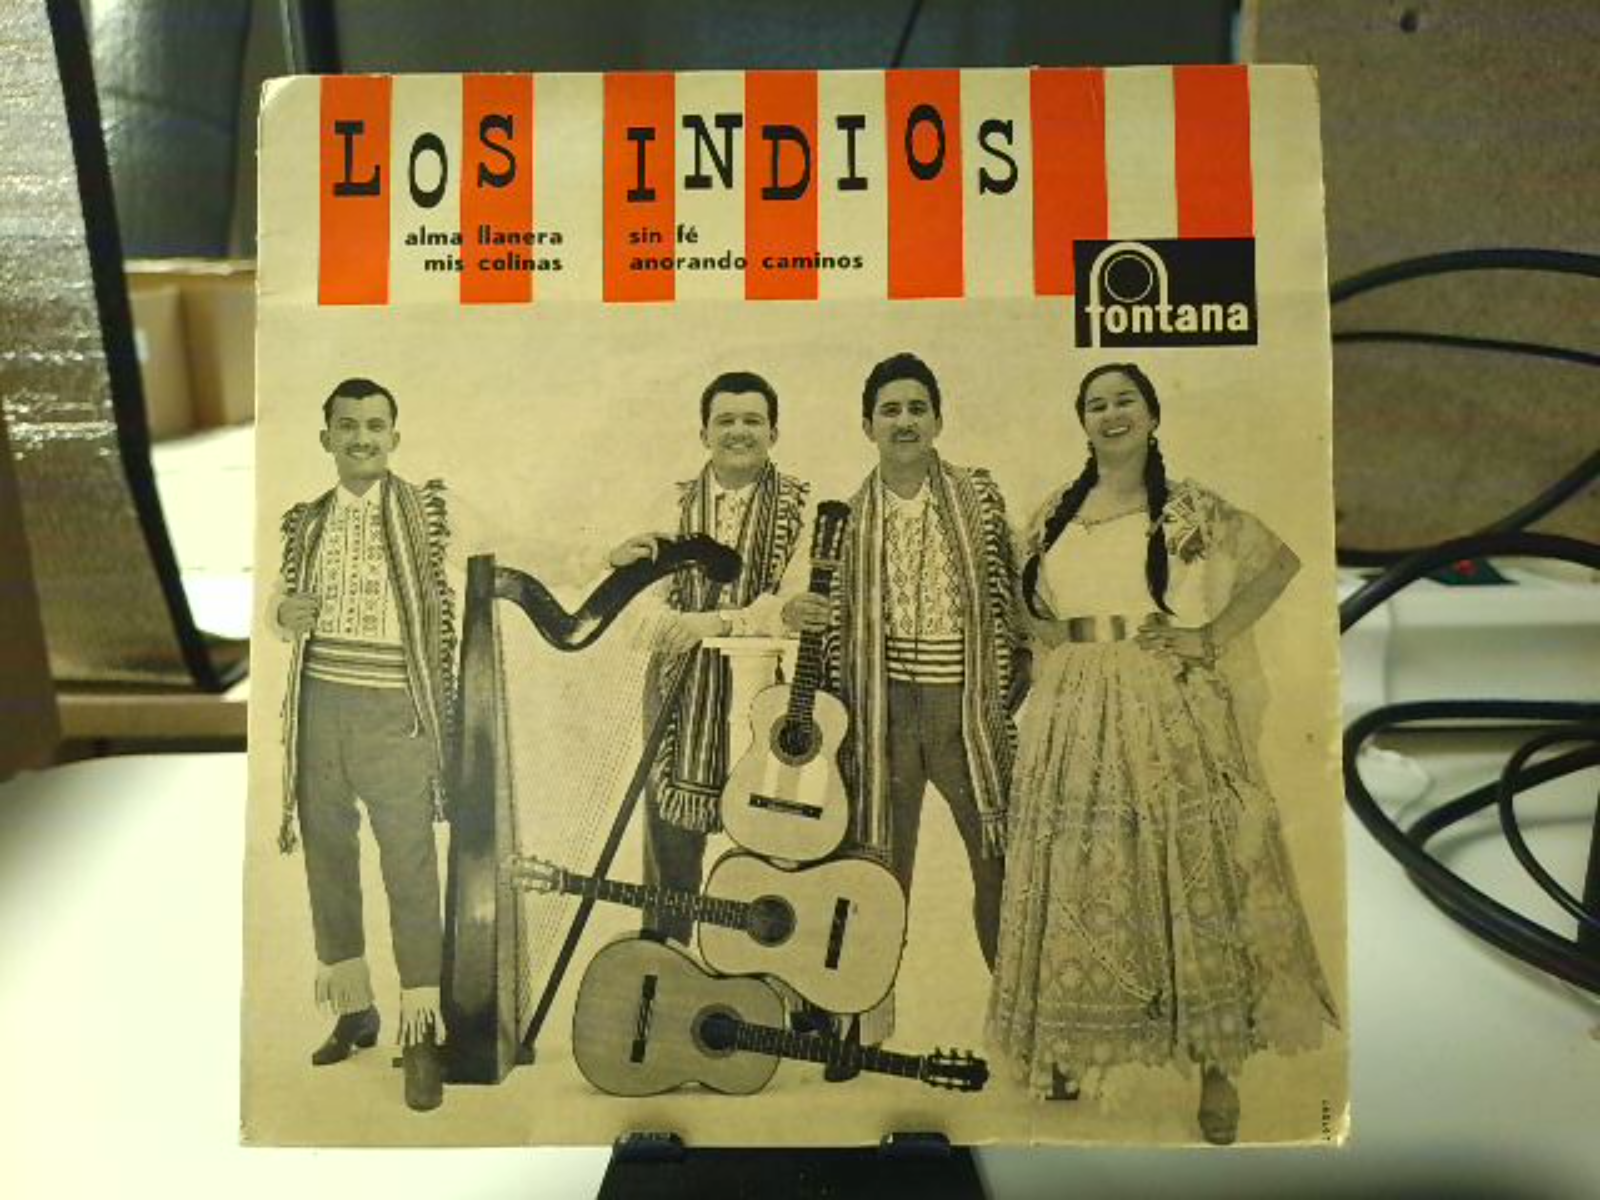 LOS INDIOS
alma llanera
mis colinas
sin fé
anorando caminos
fontana